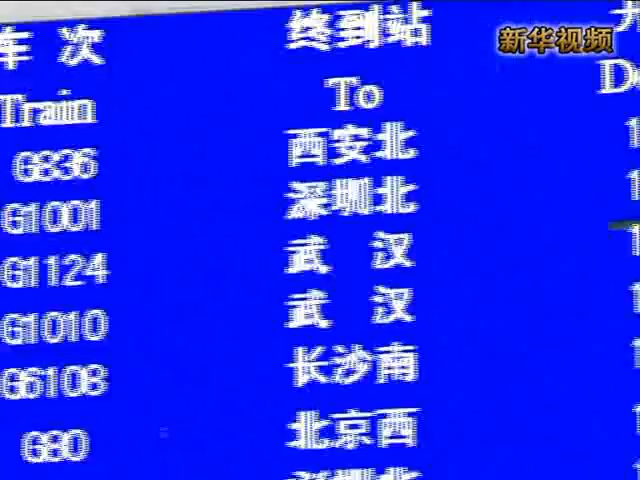 新华视频
车次 终到站
Train To
G836 西安北
G1001 深圳北
G1124 武汉
G1010 武汉
G6108 长沙南
G80 北京西